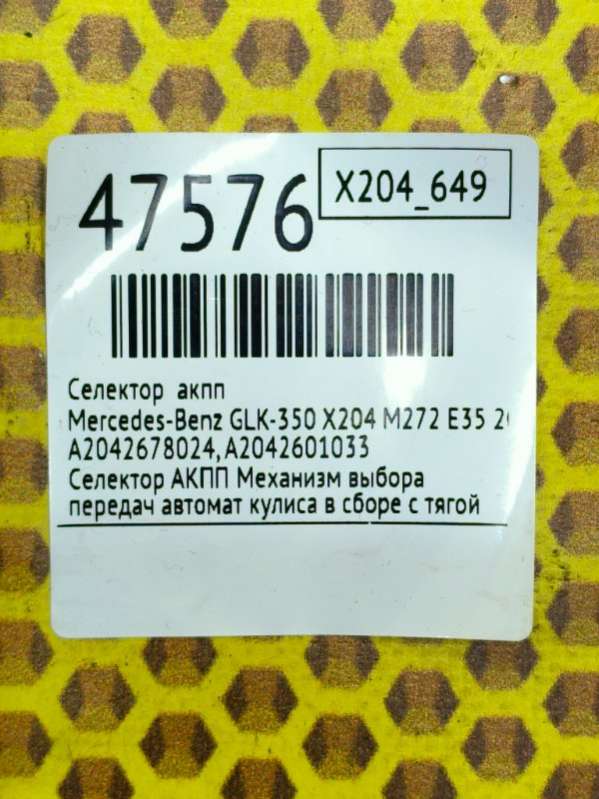 47576
X204_649
Селектор акпп
Mercedes-Benz GLK-350 X204 M272 E35
A2042678024, A2042601033
Селектор АКПП Механизм выбора
передач автомат кулиса в сборе с тягой